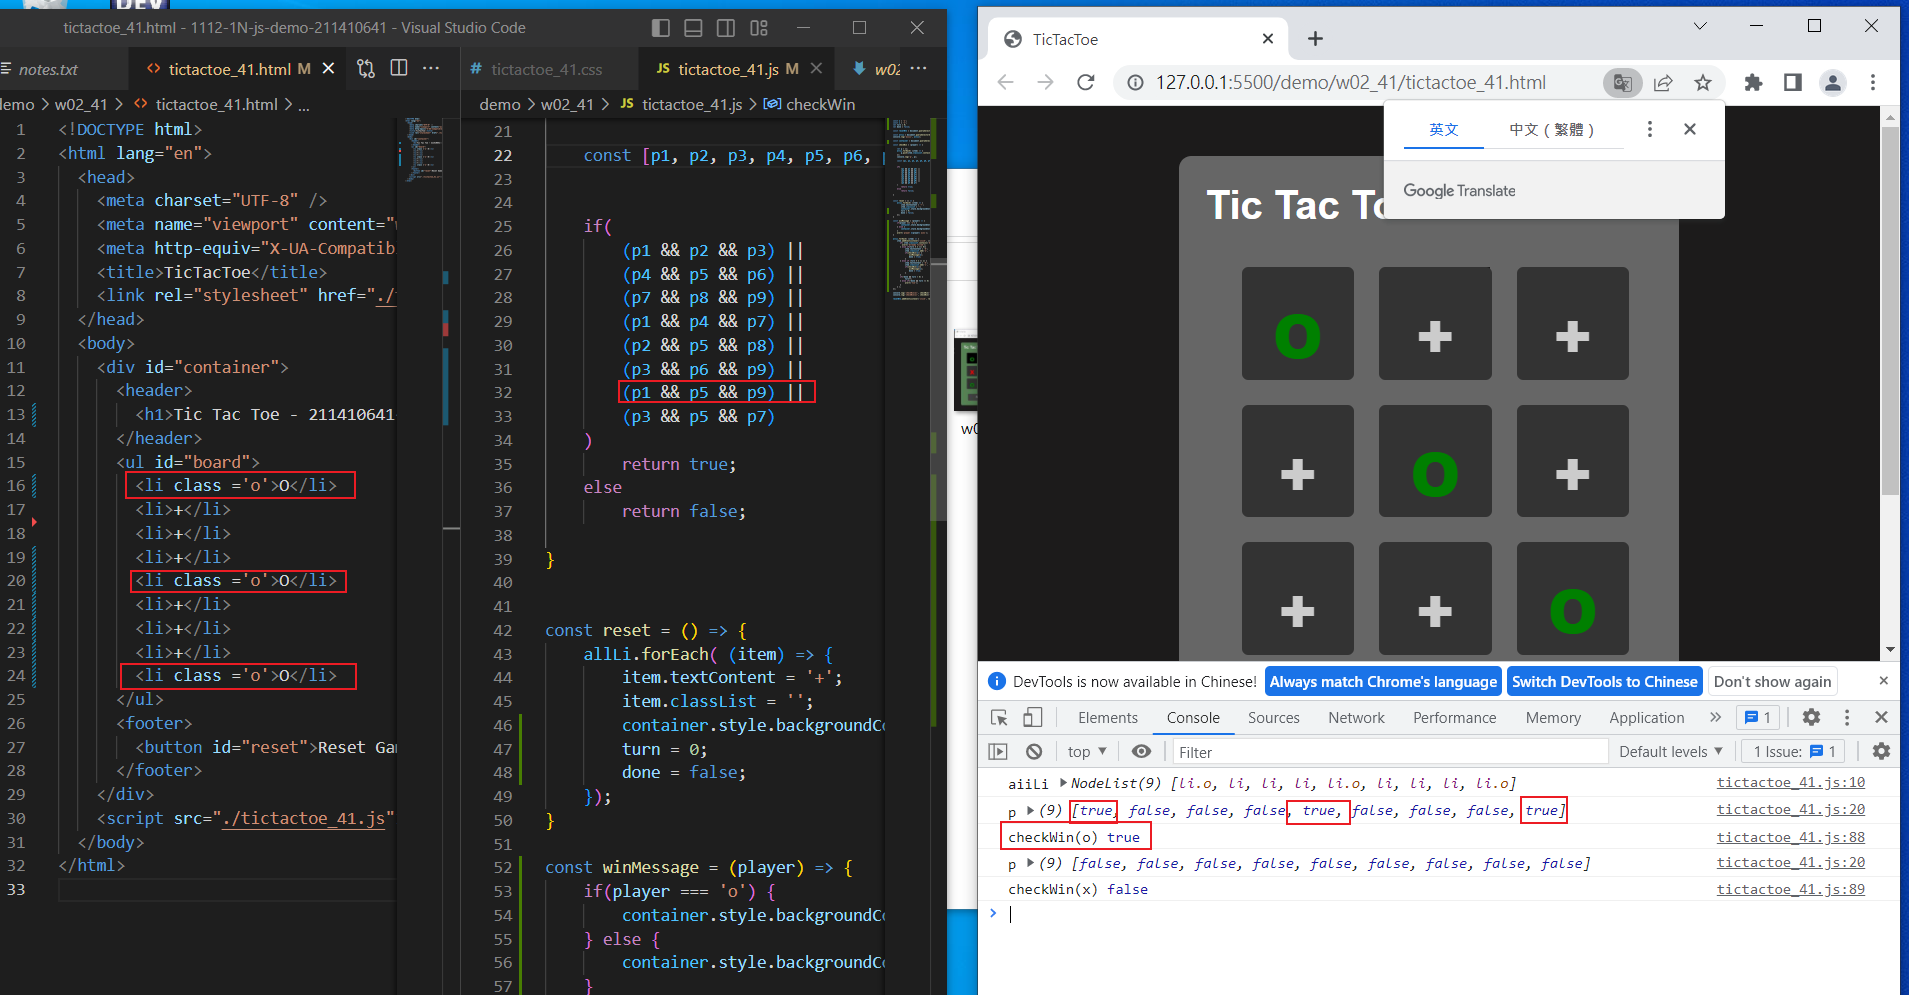 DEV
tictactoe_41.html - 1112-1N-js-demo-211410641 - Visual Studio Code
notes.txt
<> tictactoe_41.html M
# tictactoe_41.css
JS tictactoe_41.js M
w02
demo > w02_41 > <> tictactoe_41.html > ...
1 <!DOCTYPE html>
2 <html lang="en">
3 <head>
4 <meta charset="UTF-8" />
5 <meta name="viewport" content="
6 <meta http-equiv="X-UA-Compatib
7 <title>TicTacToe</title>
8 <link rel="stylesheet" href="./
9 </head>
10 <body>
11 <div id="container">
12 <header>
13 <h1>Tic Tac Toe - 211410641
14 </header>
15 <ul id="board">
16 <li class ='o'>O</li>
17 <li>+</li>
18 <li>+</li>
19 <li>+</li>
20 <li class ='o'>O</li>
21 <li>+</li>
22 <li>+</li>
23 <li>+</li>
24 <li class ='o'>O</li>
25 </ul>
26 <footer>
27 <button id="reset">Reset Ga
28 </footer>
29 </div>
30 <script src="./tictactoe_41.js"
31 </body>
32 </html>
33
demo > w02_41 > JS tictactoe_41.js > checkWin
21
22 const [p1, p2, p3, p4, p5, p6,
23
24
25 if(
26 (p1 && p2 && p3) ||
27 (p4 && p5 && p6) ||
28 (p7 && p8 && p9) ||
29 (p1 && p4 && p7) ||
30 (p2 && p5 && p8) ||
31 (p3 && p6 && p9) ||
32 (p1 && p5 && p9) ||
33 (p3 && p5 && p7)
34 )
35 return true;
36 else
37 return false;
38
39 }
40
41
42 const reset = () => {
43 allLi.forEach( (item) => {
44 item.textContent = '+';
45 item.classList = '';
46 container.style.backgroundCo
47 turn = 0;
48 done = false;
49 });
50 }
51
52 const winMessage = (player) => {
53 if(player === 'o') {
54 container.style.backgroundCo
55 } else {
56 container.style.backgroundCo
57 }
TicTacToe
127.0.0.1:5500/demo/w02_41/tictactoe_41.html
英文
中文 ( 繁體 )
Google Translate
Tic Tac To
O + +
+ O +
+ + O
DevTools is now available in Chinese!
Always match Chrome's language
Switch DevTools to Chinese
Don't show again
Elements Console Sources Network Performance Memory Application » 1
top ▼ Filter Default levels ▼ 1 Issue: 1
aiiLi ▶NodeList(9) [li.o, li, li, li, li.o, li, li, li, li.o] tictactoe_41.js:10
p ▶(9) [true, false, false, false, true, false, false, false, true] tictactoe_41.js:20
checkWin(o) true tictactoe_41.js:88
p ▶(9) [false, false, false, false, false, false, false, false, false] tictactoe_41.js:20
checkWin(x) false tictactoe_41.js:89
>